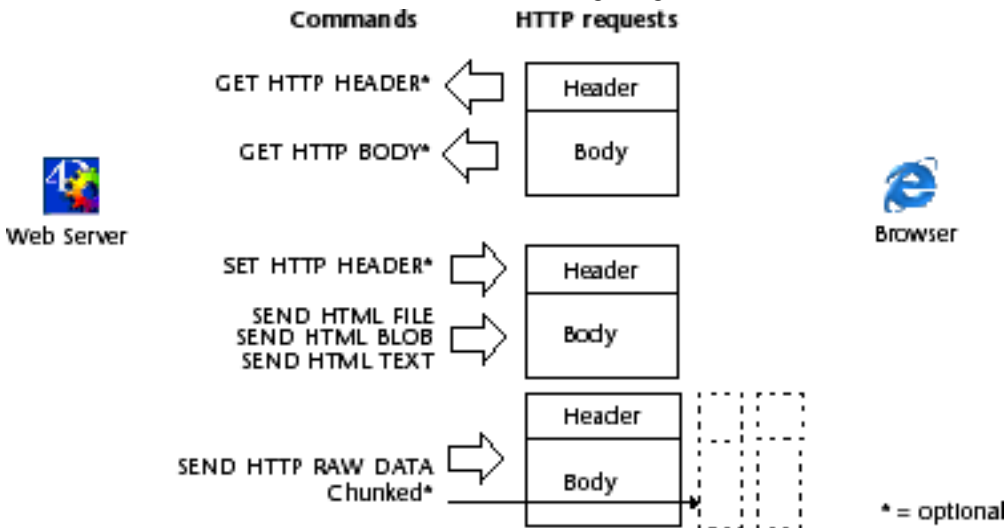 Commands HTTP requests
GET HTTP HEADER*
Header
GET HTTP BODY*
Body
4D
Web Server
Browser
SET HTTP HEADER*
Header
SEND HTML FILE
SEND HTML BLOB
SEND HTML TEXT
Body
Header
SEND HTTP RAW DATA
Chunked*
Body
* = optional